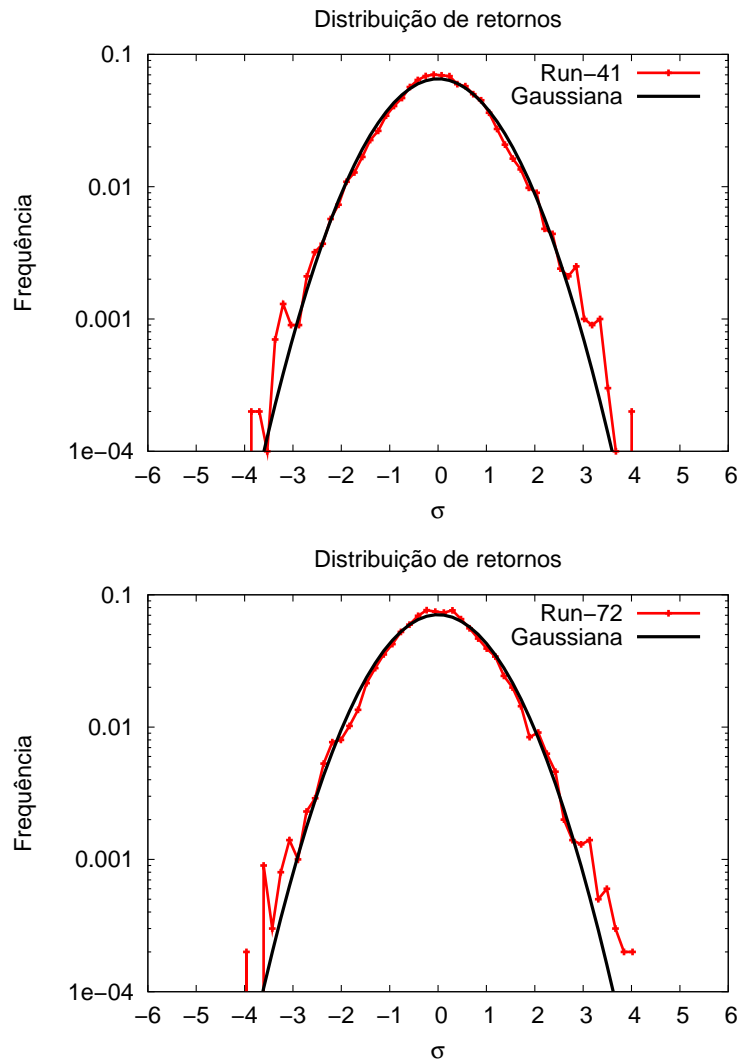 Distribuição de retornos
0.1
Run−41
Gaussiana
0.01
Frequência
0.001
1e−04
−6 −5 −4 −3 −2 −1 0 1 2 3 4 5 6
σ
Distribuição de retornos
0.1
Run−72
Gaussiana
0.01
Frequência
0.001
1e−04
−6 −5 −4 −3 −2 −1 0 1 2 3 4 5 6
σ